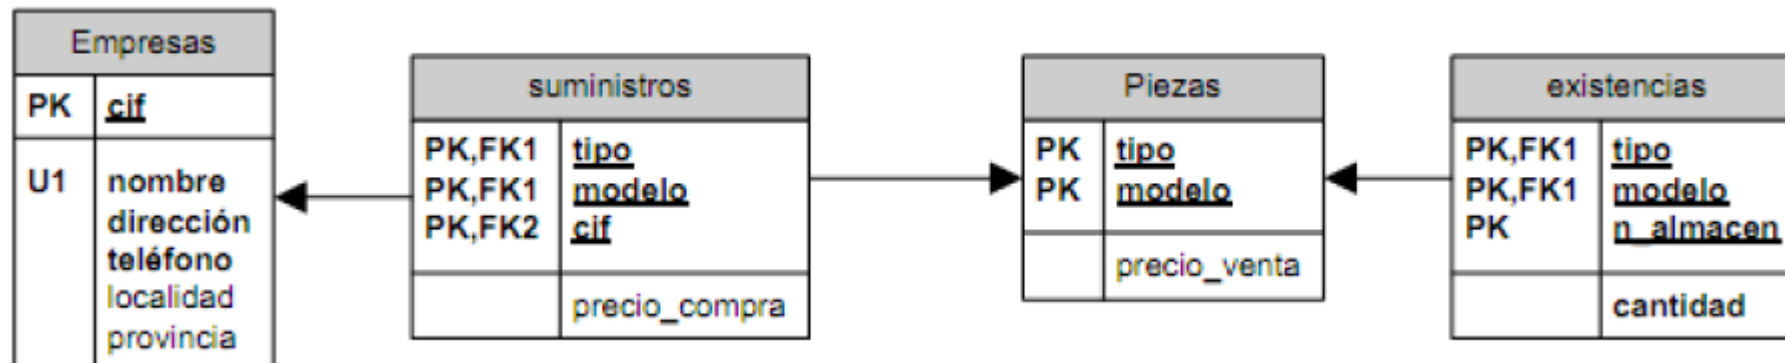 Empresas
PK cif
U1 nombre
dirección
teléfono
localidad
provincia
suministros
PK,FK1 tipo
PK,FK1 modelo
PK,FK2 cif
precio_compra
Piezas
PK tipo
PK modelo
precio_venta
existencias
PK,FK1 tipo
PK,FK1 modelo
PK n_almacen
cantidad